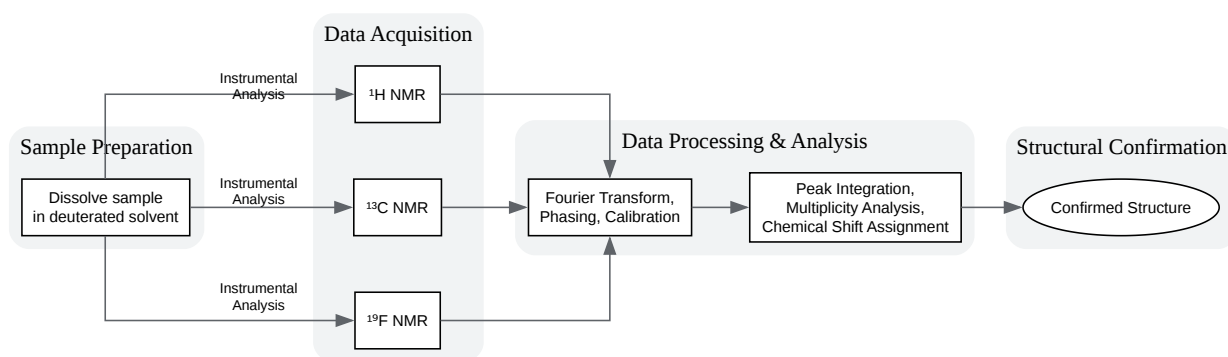 Data Acquisition
Instrumental
Analysis
¹H NMR
Sample Preparation
Data Processing & Analysis
Structural Confirmation
Dissolve sample
in deuterated solvent
Instrumental
Analysis
¹³C NMR
Fourier Transform,
Phasing, Calibration
Peak Integration,
Multiplicity Analysis,
Chemical Shift Assignment
Confirmed Structure
Instrumental
Analysis
¹⁹F NMR